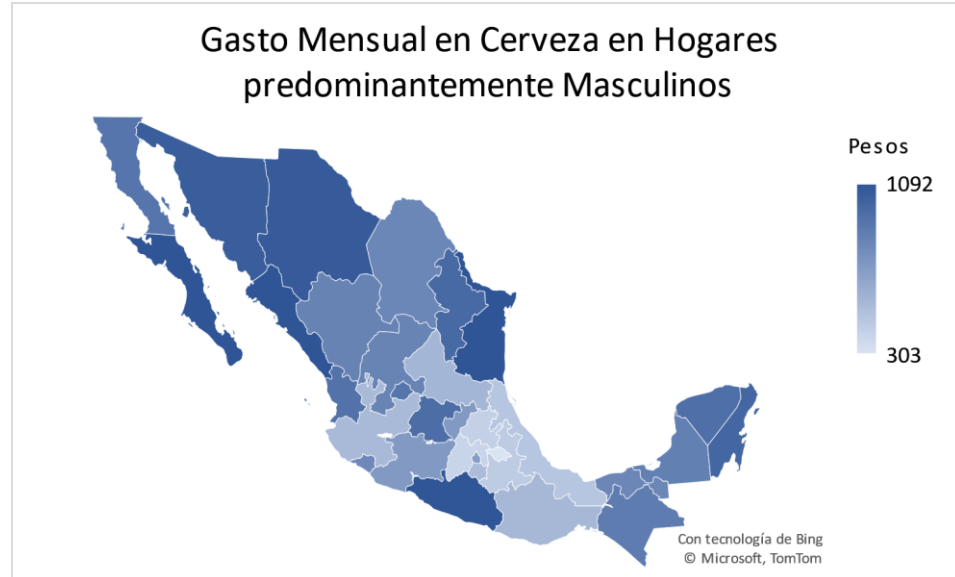 Gasto Mensual en Cerveza en Hogares
predominantemente Masculinos
Pesos
1092
303
Con tecnología de Bing
© Microsoft, TomTom